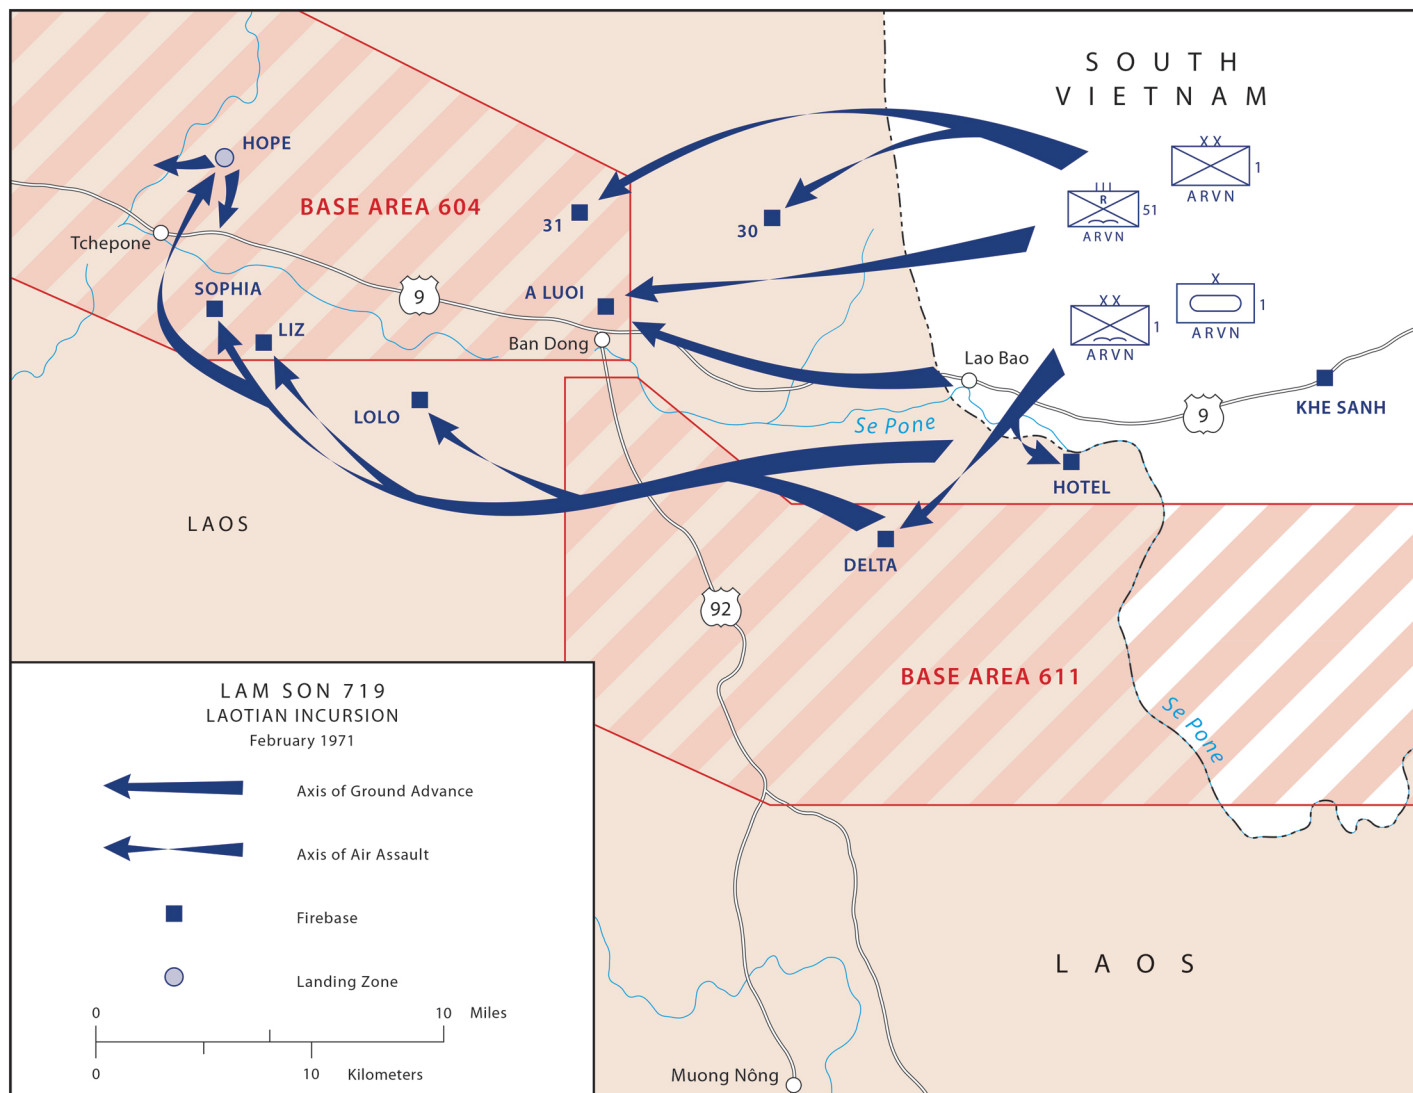 SOUTH
VIETNAM
HOPE
BASE AREA 604
31
30
XX
1
ARVN
III
R
51
ARVN
Tchepone
SOPHIA
9
A LUOI
LIZ
Ban Dong
XX
1
ARVN
X
1
ARVN
Lao Bao
LOLO
Se Pone
9
KHE SANH
HOTEL
LAOS
DELTA
92
BASE AREA 611
Se Pone
LAM SON 719
LAOTIAN INCURSION
February 1971
Axis of Ground Advance
Axis of Air Assault
Firebase
Landing Zone
0
10
Miles
0
10
Kilometers
LAOS
Muong Nông